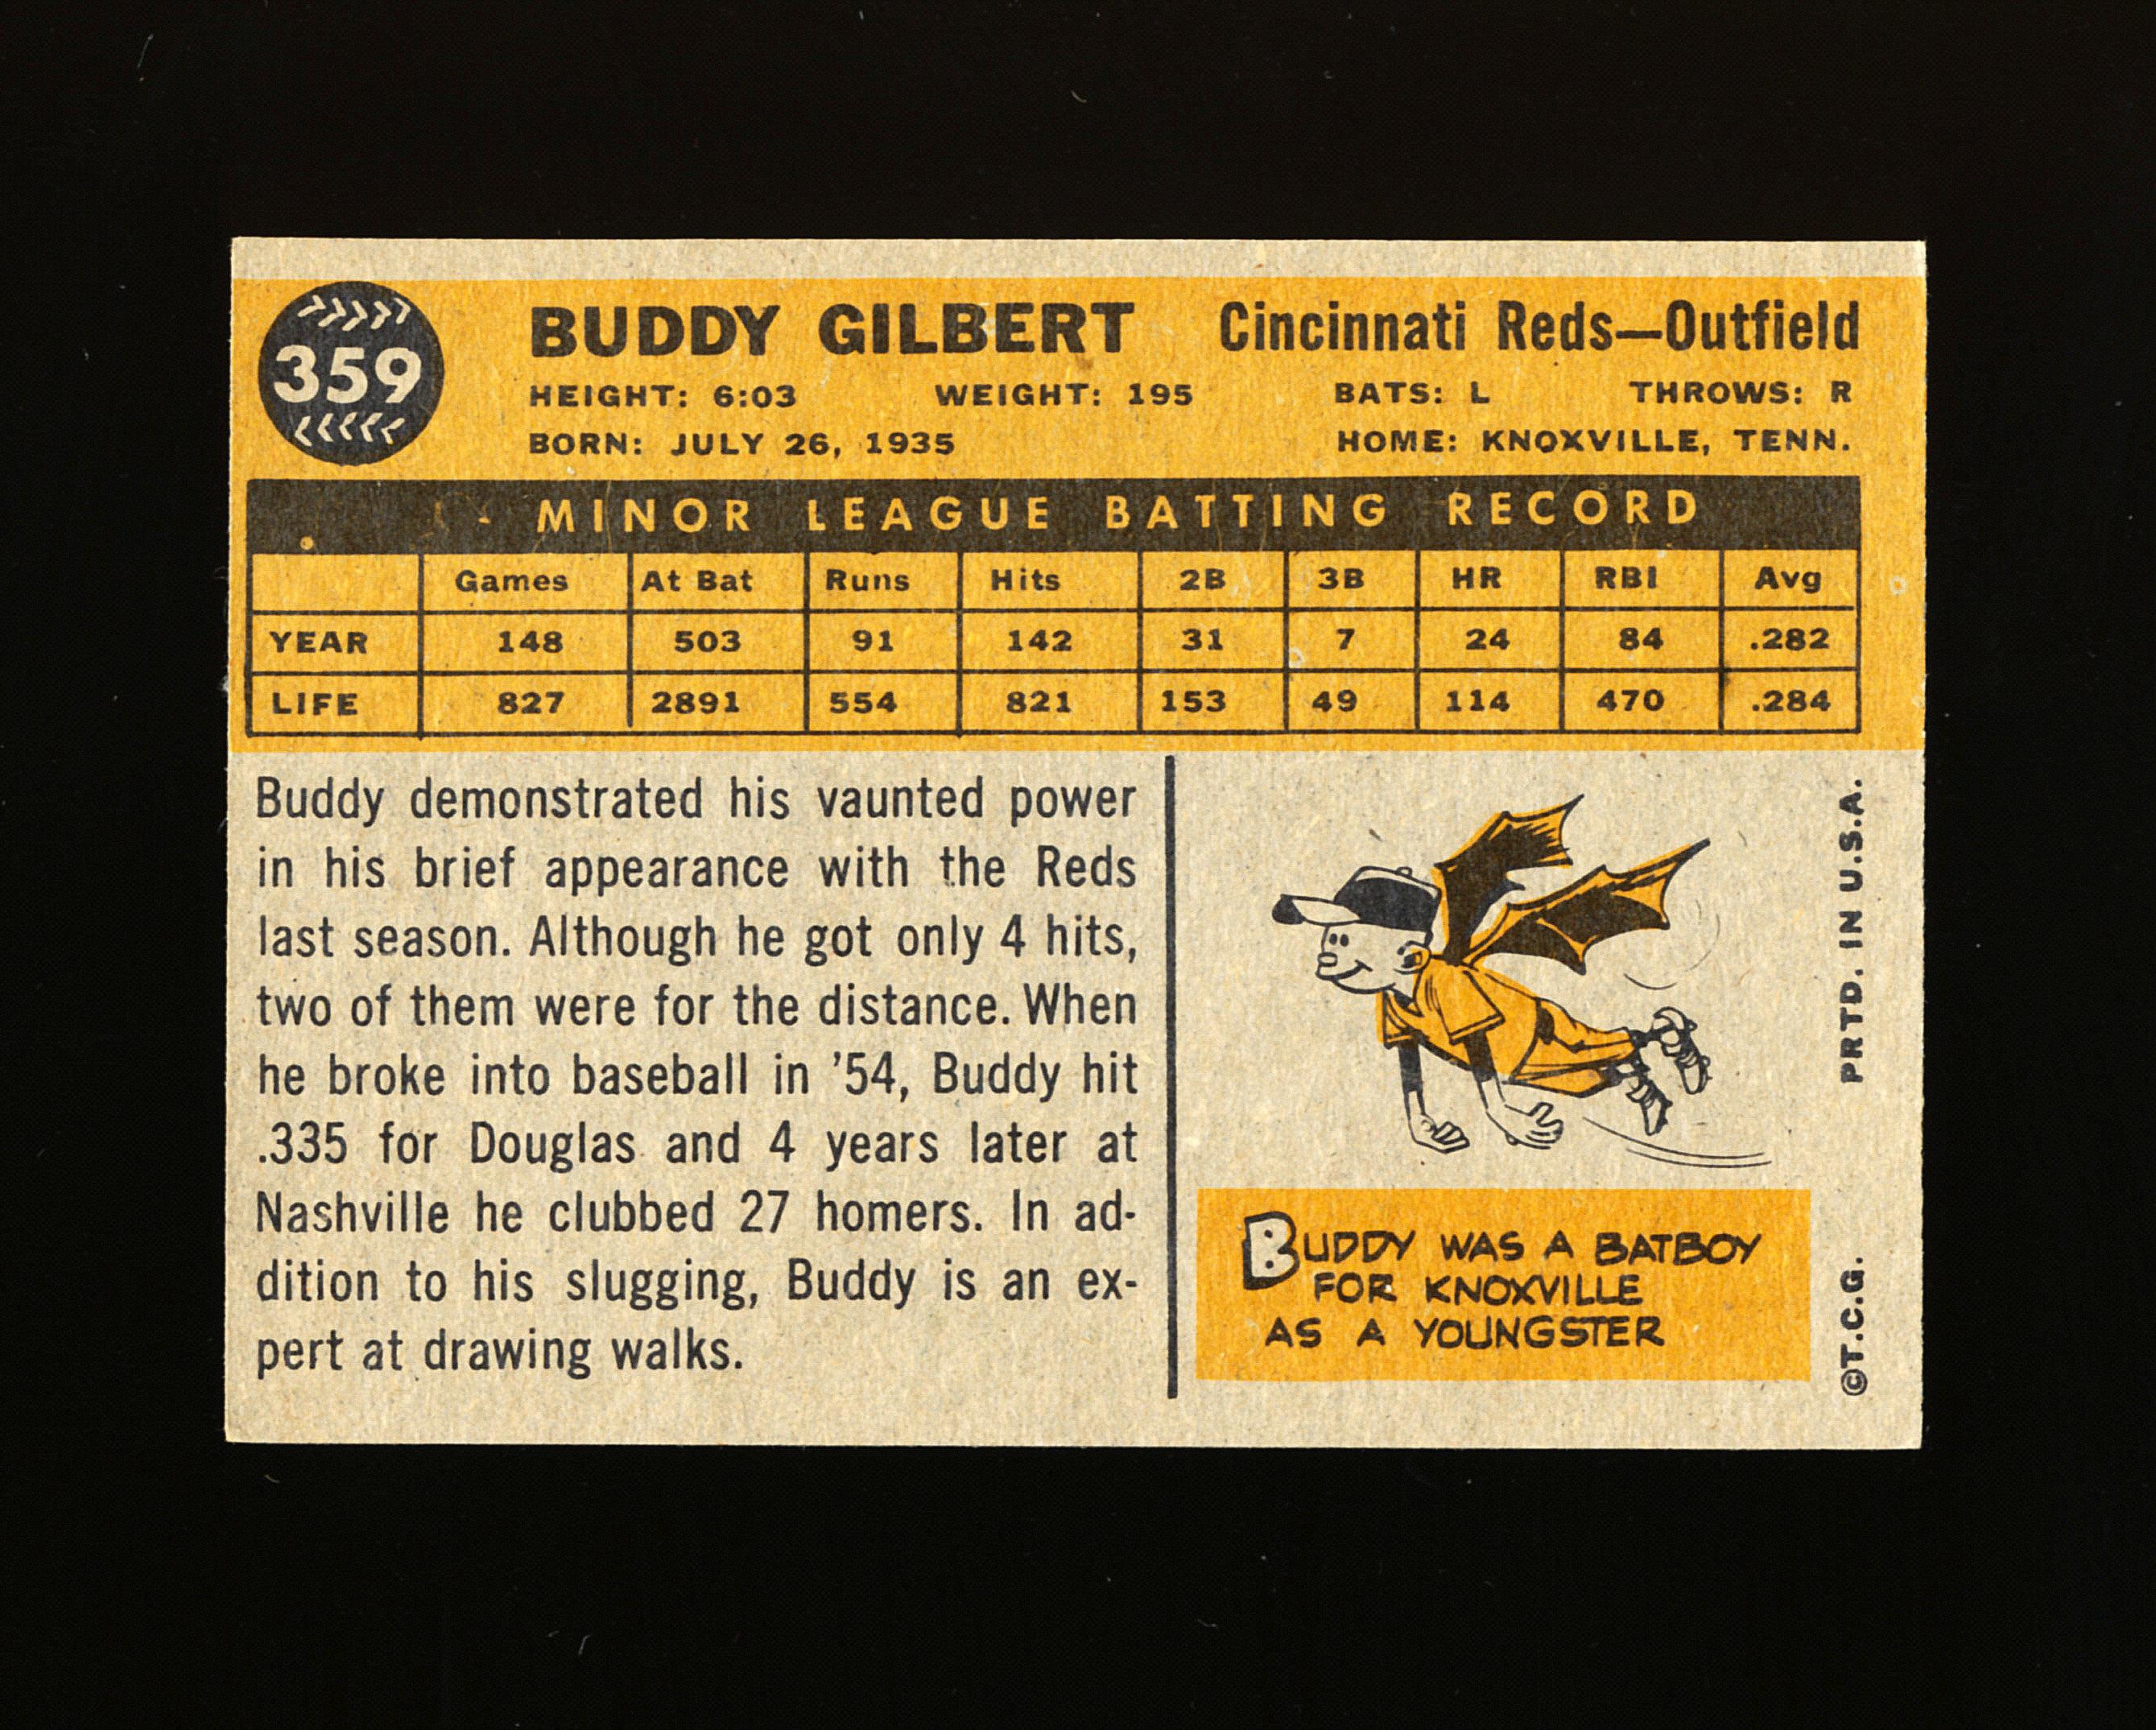 359
BUDDY GILBERT Cincinnati Reds—Outfield
HEIGHT: 6:03 WEIGHT: 195 BATS: L THROWS: R
BORN: JULY 26, 1935 HOME: KNOXVILLE, TENN.
MINOR LEAGUE BATTING RECORD
Games At Bat Runs Hits 2B 3B HR RBI Avg
YEAR 148 503 91 142 31 7 24 84 .282
LIFE 827 2891 554 821 153 49 114 470 .284
Buddy demonstrated his vaunted power
in his brief appearance with the Reds
last season. Although he got only 4 hits,
two of them were for the distance. When
he broke into baseball in '54, Buddy hit
.335 for Douglas and 4 years later at
Nashville he clubbed 27 homers. In ad-
dition to his slugging, Buddy is an ex-
pert at drawing walks.
BUDDY WAS A BATBOY
FOR KNOXVILLE
AS A YOUNGSTER
©T.C.G. PRTD. IN U.S.A.